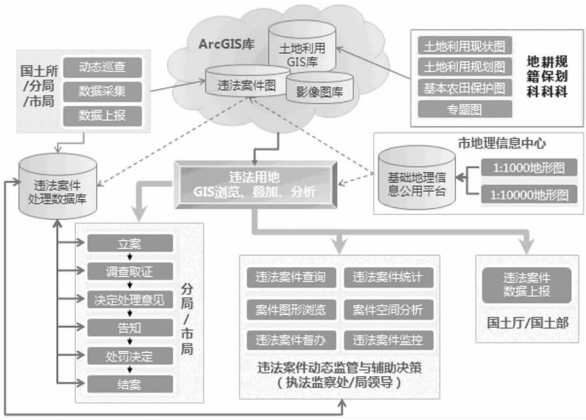 ArcGIS库
土地利用
GIS库
违法案件图
影像图库
国土所
/分局
/市局
动态巡查
数据采集
数据上报
土地利用现状图
土地利用规划图
基本农田保护图
专题图
地籍科
耕保科
规划科
市地理信息中心
基础地理信
息公用平台
1:1000地形图
1:10000地形图
违法案件
处理数据库
违法用地
GIS浏览、叠加、分析
立案
调查取证
决定处理意见
告知
处罚决定
结案
分局/市局
违法案件查询
违法案件统计
案件图形浏览
案件空间分析
违法案件督办
违法案件监控
违法案件动态监管与辅助决策
（执法监察处/局领导）
违法案件
数据上报
国土厅/国土部